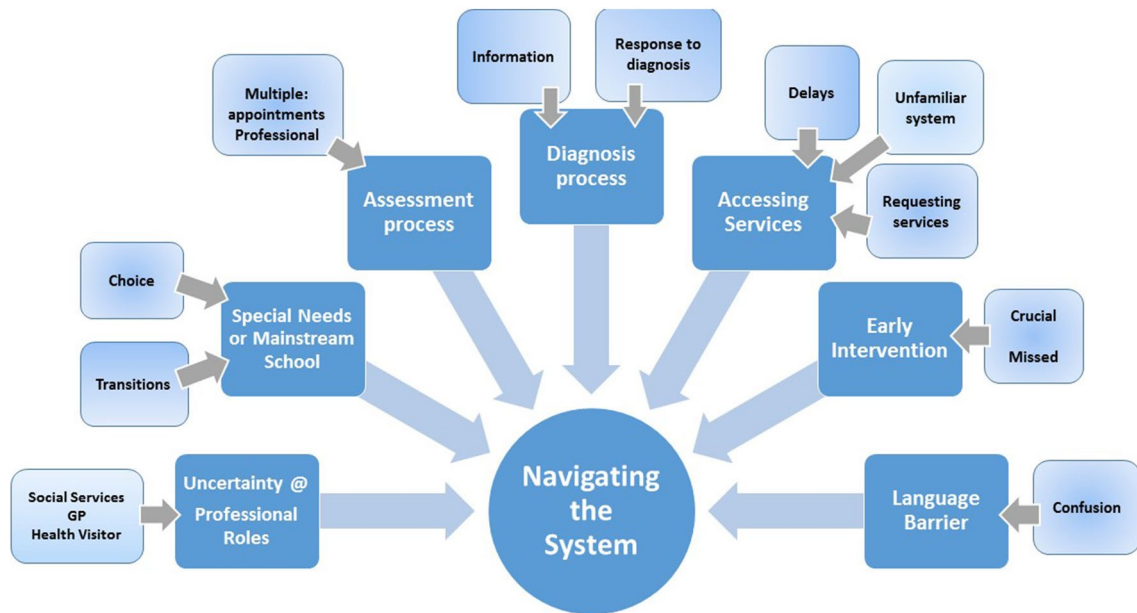 Information
Response to
diagnosis
Multiple:
appointments
Professional
Delays
Unfamiliar
system
Diagnosis
process
Assessment
process
Accessing
Services
Requesting
services
Choice
Special Needs
or Mainstream
School
Transitions
Early
Intervention
Crucial
Missed
Social Services
GP
Health Visitor
Uncertainty @
Professional
Roles
Navigating
the
System
Language
Barrier
Confusion